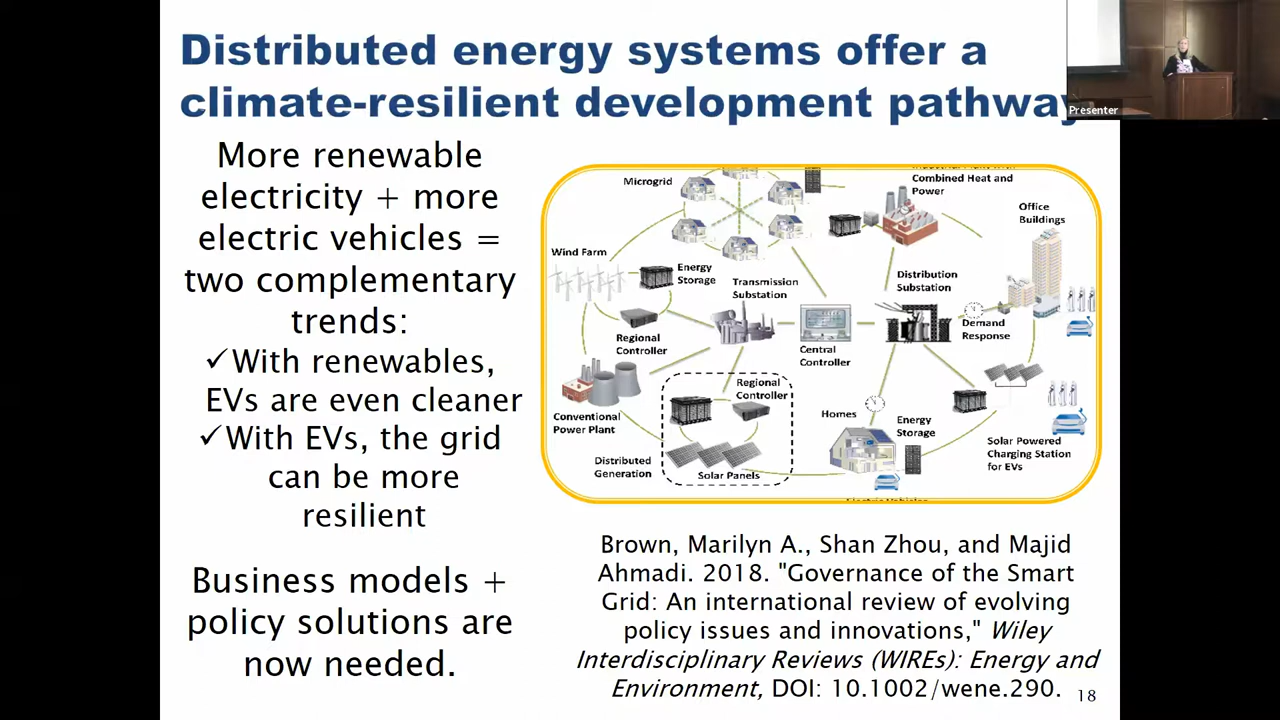 Distributed energy systems offer a
climate-resilient development pathway
Presenter
More renewable
electricity + more
electric vehicles =
two complementary
trends:
✓With renewables,
EVs are even cleaner
✓With EVs, the grid
can be more
resilient
Business models +
policy solutions are
now needed.
Microgrid
Combined Heat and
Power
Office
Buildings
Wind Farm
Energy
Storage
Transmission
Substation
Distribution
Substation
Regional
Controller
Central
Controller
Demand
Response
Conventional
Power Plant
Regional
Controller
Homes
Energy
Storage
Solar Powered
Charging Station
for EVs
Distributed
Generation
Solar Panels
Brown, Marilyn A., Shan Zhou, and Majid
Ahmadi. 2018. "Governance of the Smart
Grid: An international review of evolving
policy issues and innovations," Wiley
Interdisciplinary Reviews (WIREs): Energy and
Environment, DOI: 10.1002/wene.290.
18